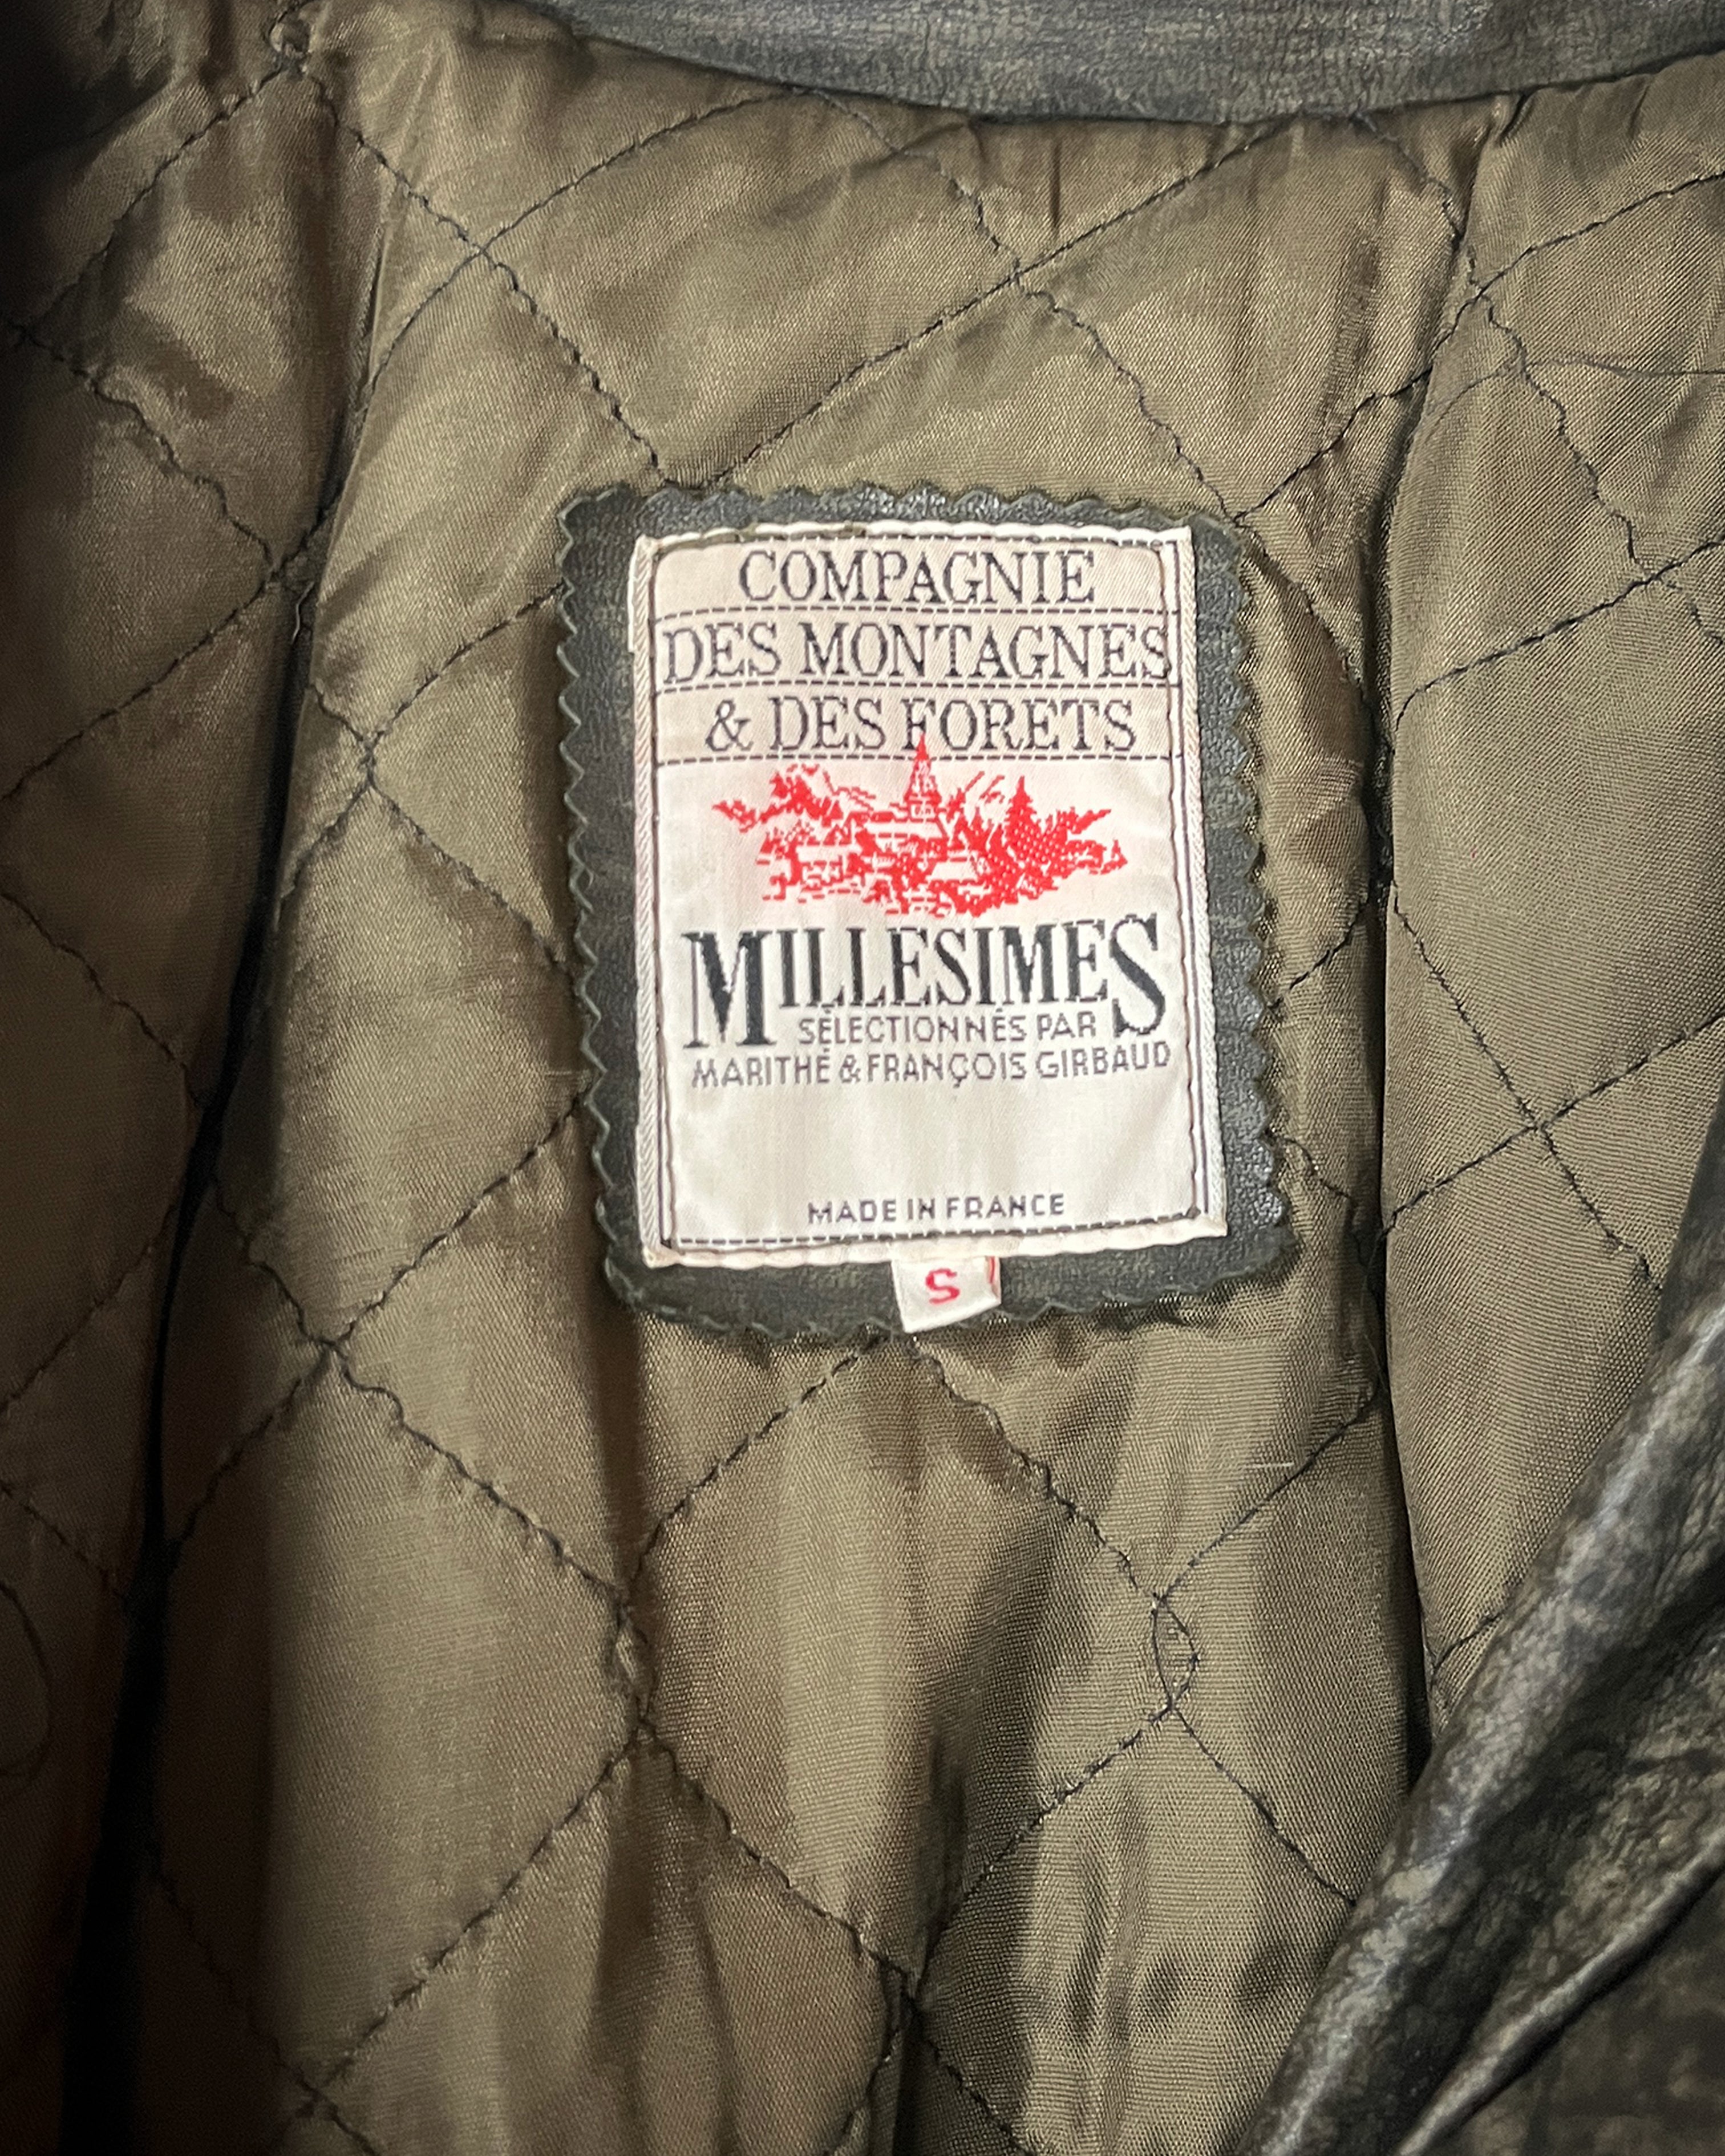 COMPAGNIE
DES MONTAGNES
& DES FORETS
MILLESIMES
SÉLECTIONNÉS PAR
MARITHÉ & FRANÇOIS GIRBAUD
MADE IN FRANCE
S